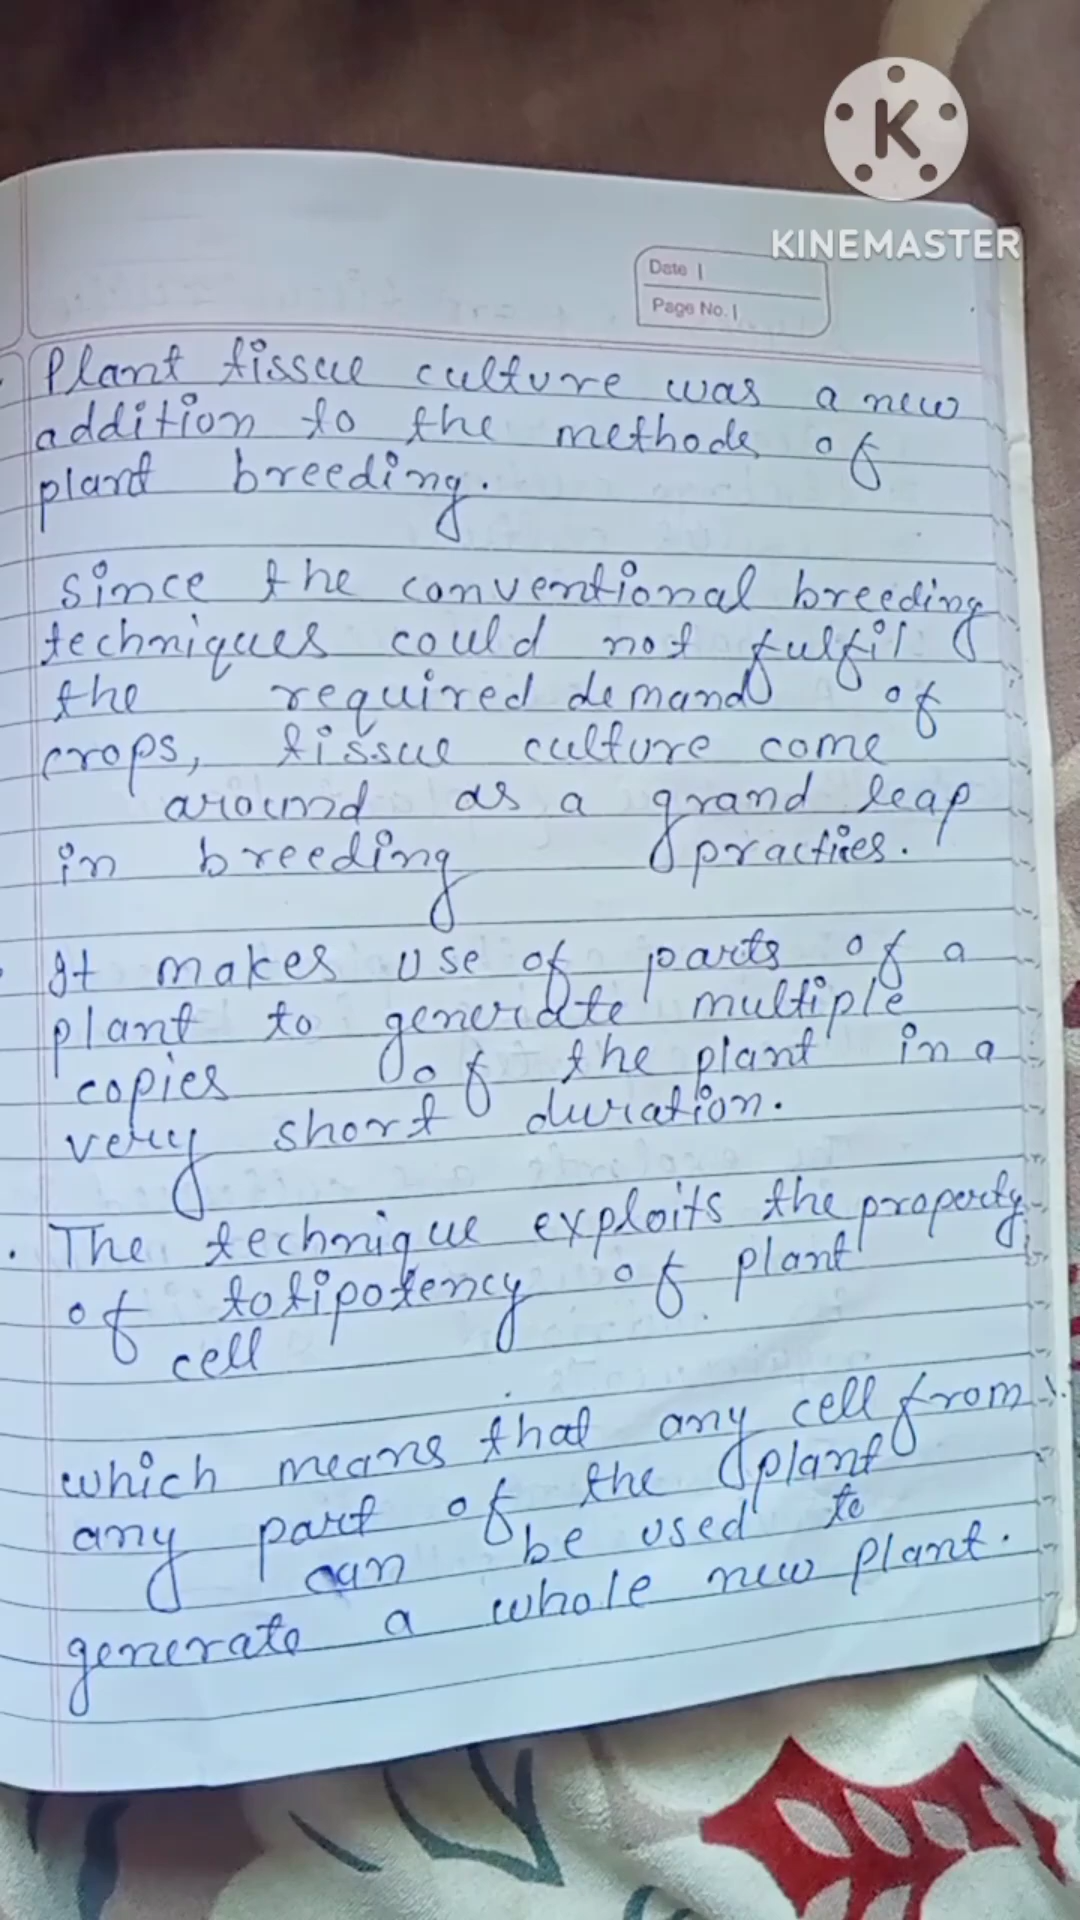 KINEMASTER
Date
Page No.
Plant tissue culture was a new
addition to the methods of
plant breeding.
Since the conventional breeding
techniques could not fulfil
the required demand of
crops, tissue culture come
around as a grand leap
in breeding practices.
It makes use of parts of a
plant to generate multiple
copies of the plant in a
very short duration.
. The technique exploits the property
of totipotency of plant
cell
which means that any cell from
any part of the plant
can be used to
generate a whole new plant.